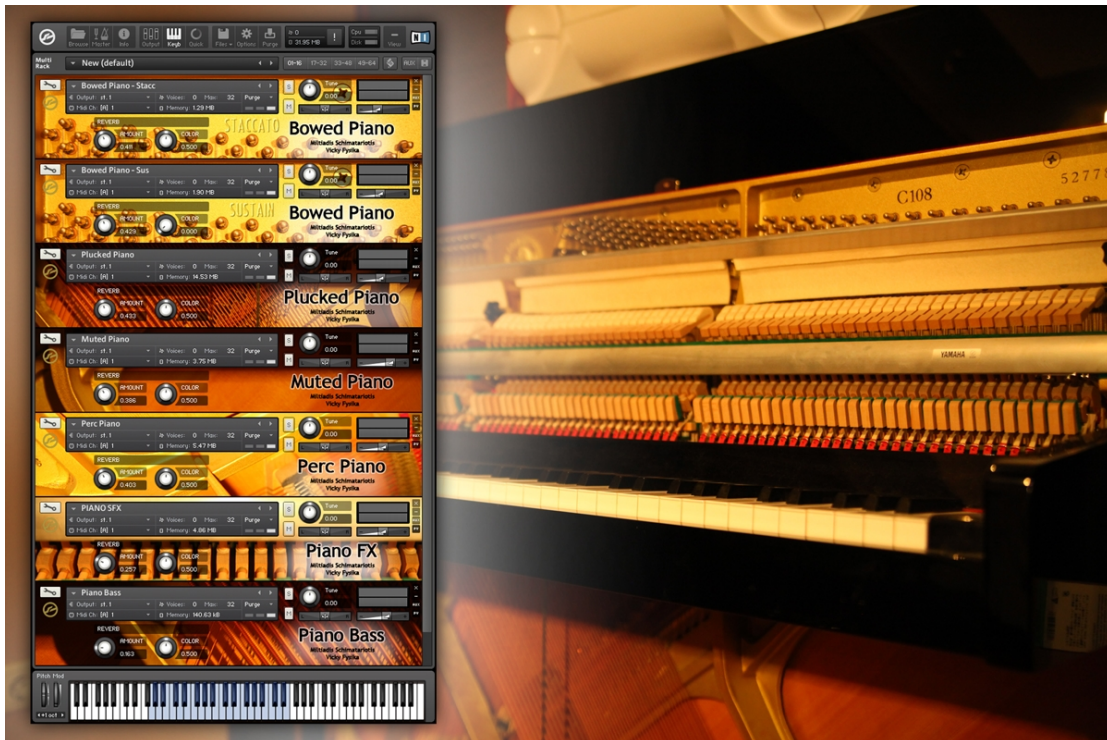 Browse Master Info Output Keyb Quick Files Options Purge 0 31.95 MB ! Cpu Disk View NI
Multi Rack New (default) 01-16 17-32 33-48 49-64 AUX
Bowed Piano - Stacc S Tune
Output: st.1 Voices: 0 Max: 32 Purge 0.00
Midi Ch: [A] 1 Memory: 1.29 MB M
REVERB STACCATO Bowed Piano
AMOUNT COLOR Miltiadis Schimatariotis
0.411 0.500 Vicky Fysika
Bowed Piano - Sus S Tune
Output: st.1 Voices: 0 Max: 32 Purge 0.00
Midi Ch: [A] 1 Memory: 1.90 MB M
REVERB SUSTAIN Bowed Piano
AMOUNT COLOR Miltiadis Schimatariotis
0.429 0.000 Vicky Fysika
Plucked Piano S Tune
Output: st.1 Voices: 0 Max: 32 Purge 0.00
Midi Ch: [A] 1 Memory: 14.53 MB M
REVERB Plucked Piano
AMOUNT COLOR Miltiadis Schimatariotis
0.433 0.500 Vicky Fysika
Muted Piano S Tune
Output: st.1 Voices: 0 Max: 32 Purge 0.00
Midi Ch: [A] 1 Memory: 3.75 MB M
REVERB Muted Piano
AMOUNT COLOR Miltiadis Schimatariotis
0.386 0.500 Vicky Fysika
Perc Piano S Tune
Output: st.1 Voices: 0 Max: 32 Purge 0.00
Midi Ch: [A] 1 Memory: 5.47 MB M
REVERB Perc Piano
AMOUNT COLOR Miltiadis Schimatariotis
0.403 0.500 Vicky Fysika
PIANO SFX S Tune
Output: st.1 Voices: 0 Max: 32 Purge 0.00
Midi Ch: [A] 1 Memory: 4.86 MB M
REVERB Piano FX
AMOUNT COLOR Miltiadis Schimatariotis
0.257 0.500 Vicky Fysika
Piano Bass S Tune
Output: st.1 Voices: 0 Max: 32 Purge 0.00
Midi Ch: [A] 1 Memory: 140.63 kB M
REVERB Piano Bass
AMOUNT COLOR Miltiadis Schimatariotis
0.163 0.500 Vicky Fysika
Pitch Mod
C108
5277
YAMAHA